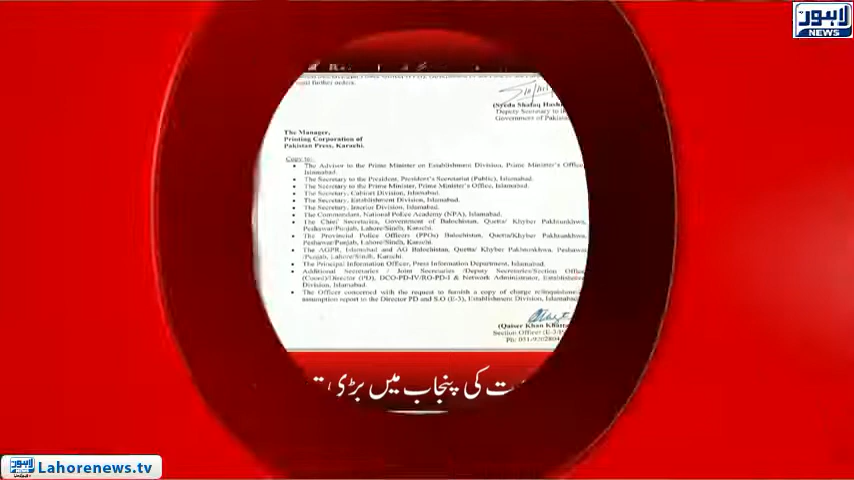 لاہور
NEWS
until further orders.
(Syeda Shafaq Hash
Deputy Secretary to
Government of Pakist
The Manager,
Printing Corporation of
Pakistan Press, Karachi.
Copy to:-
• The Advisor to the Prime Minister on Establishment Division, Prime Minister's Office,
Islamabad.
• The Secretary to the President, President's Secretariat (Public), Islamabad.
• The Secretary to the Prime Minister, Prime Minister's Office, Islamabad.
• The Secretary, Cabinet Division, Islamabad.
• The Secretary, Establishment Division, Islamabad.
• The Secretary, Interior Division, Islamabad.
• The Commandant, National Police Academy (NPA), Islamabad.
• The Chief Secretaries, Government of Balochistan, Quetta/ Khyber Pakhtunkhwa,
Peshawar/Punjab, Lahore/Sindh, Karachi.
• The Provincial Police Officers (PPOs) Balochistan, Quetta/Khyber Pakhtunkhwa,
Peshawar/Punjab, Lahore/Sindh, Karachi.
• The AGPR, Islamabad and AG Balochistan, Quetta/ Khyber Pakhtunkhwa, Peshawar
/Punjab, Lahore/Sindh, Karachi.
• The Principal Information Officer, Press Information Department, Islamabad.
• Additional Secretaries / Joint Secretaries /Deputy Secretaries/Section Office
(Coord)/Director (PD), DCO-PD-IV/RO-PD-I & Network Administrator, Establishment
Division, Islamabad.
• The Officer concerned with the request to furnish a copy of charge relinquishment
assumption report to the Director PD and S.O (E-3), Establishment Division, Islamabad
(Qaiser Khan Khatta
Section Officer (E-3/
Ph: 051-
ت کی پنجاب میں بڑی ت
لاہور
Lahorenews.tv